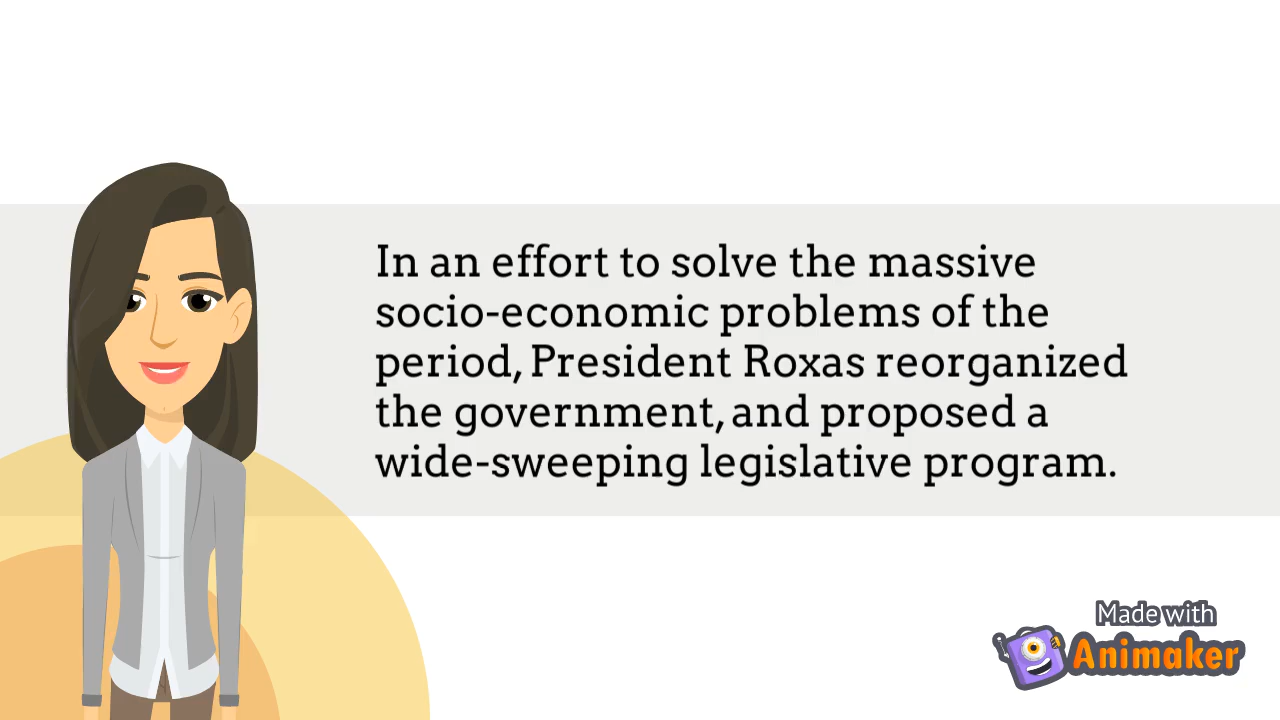 In an effort to solve the massive
socio-economic problems of the
period, President Roxas reorganized
the government, and proposed a
wide-sweeping legislative program.
Made with
Animaker